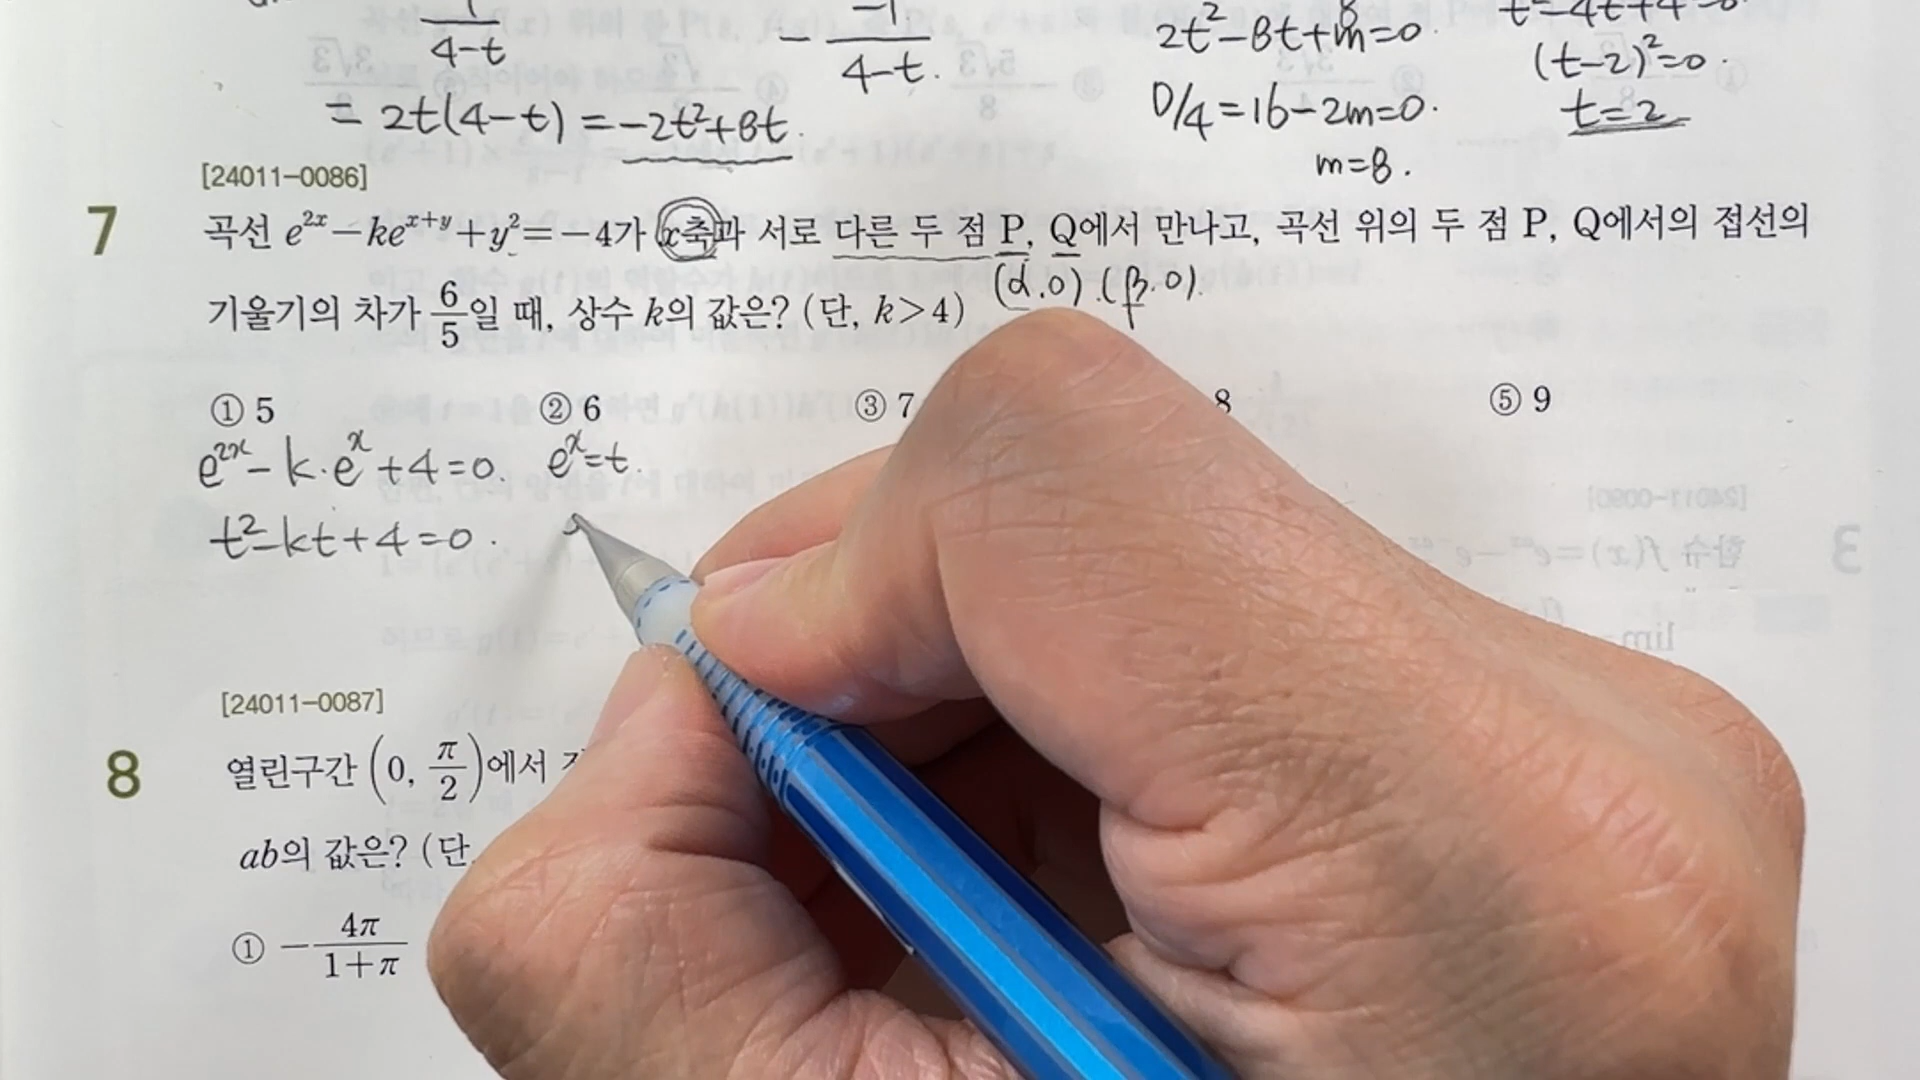 1
4-t
-1
- 4-t.
2t²-8t+m=0.
(t-2)²=0.
= 2t(4-t) = -2t²+8t.
D/4=16-2m=0.
t=2
m=8.
[24011-0086]
7 곡선 e^{2x}-ke^{x+y}+y²=-4가 x축과 서로 다른 두 점 P, Q에서 만나고, 곡선 위의 두 점 P, Q에서의 접선의
(α.0).(β.0).
기울기의 차가 6/5일 때, 상수 k의 값은? (단, k>4)
① 5 ② 6 ③ 7 8 ⑤ 9
e^{2x}-k·e^x+4=0. e^x=t.
t²-kt+4=0.
[24011-0087]
8 열린구간 (0, π/2)에서
ab의 값은? (단,
① -4π/(1+π)